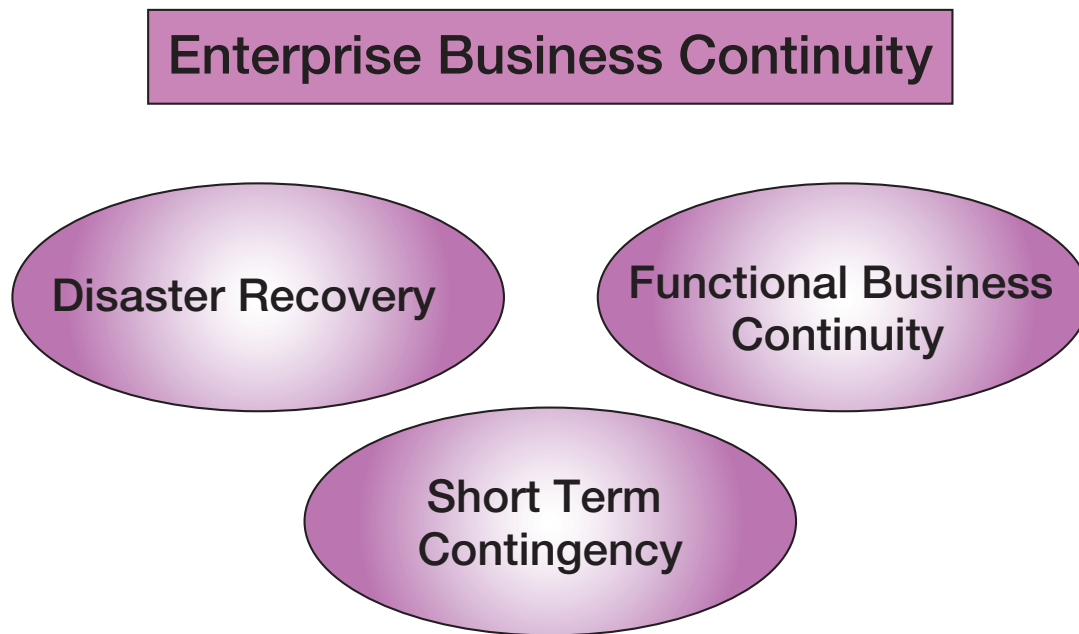 Enterprise Business Continuity
Disaster Recovery
Functional Business
Continuity
Short Term
Contingency